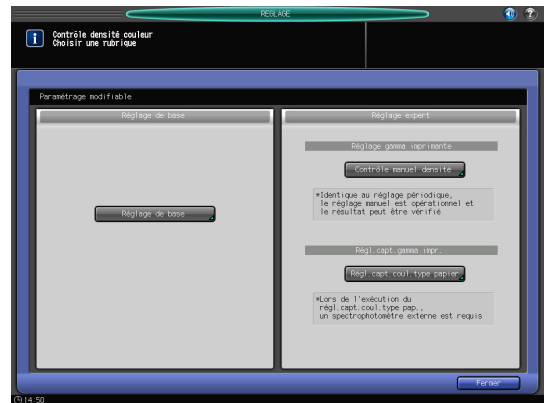 REGLAGE
Contrôle densité couleur
Choisir une rubrique
Paramétrage modifiable
Réglage de base
Réglage de base
Réglage expert
Réglage gamma imprimante
Contrôle manuel densite
*Identique au réglage périodique,
le réglage manuel est opérationnel et
le résultat peut être vérifié
Regl.capt.gamma impr.
Régl.capt.coul.type papier
*Lors de l'exécution du
régl.capt.coul.type pap.,
un spectrophotomètre externe est requis
Fermer
14:50